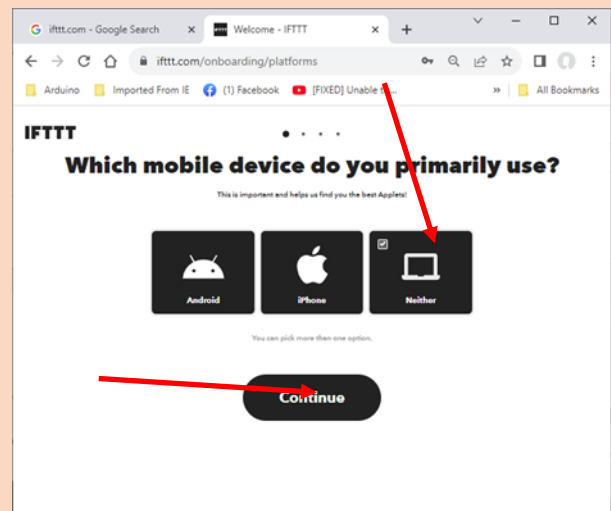 ifttt.com - Google Search
Welcome - IFTTT
ifttt.com/onboarding/platforms
Arduino
Imported From IE
(1) Facebook
[FIXED] Unable t...
»
All Bookmarks
IFTTT
Which mobile device do you primarily use?
This is important and helps us find you the best Applets!
Android
iPhone
Neither
You can pick more than one option.
Continue